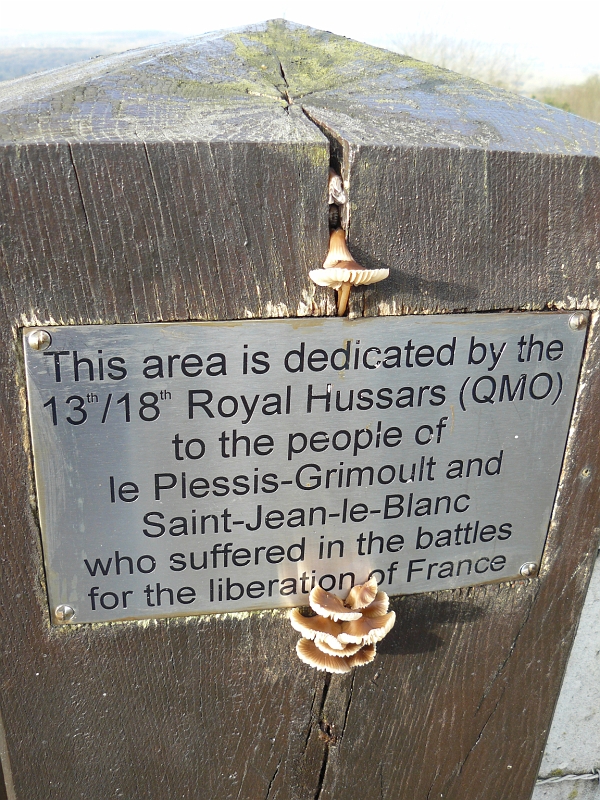 This area is dedicated by the
13th/18th Royal Hussars (QMO)
to the people of
le Plessis-Grimoult and
Saint-Jean-le-Blanc
who suffered in the battles
for the liberation of France